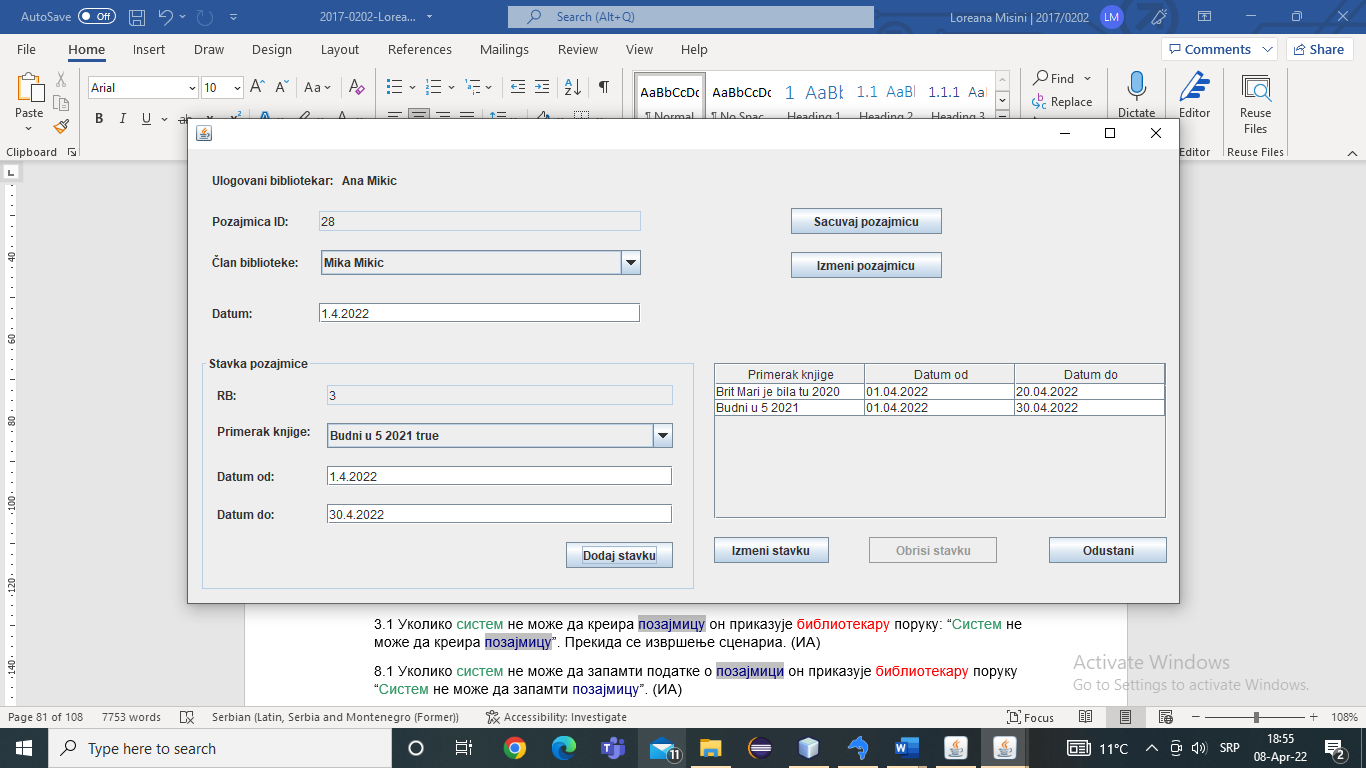 AutoSave Off 2017-0202-Lorea... Search (Alt+Q) Loreana Misini | 2017/0202 LM
File Home Insert Draw Design Layout References Mailings Review View Help Comments Share
Arial 10 Aa AaBbCcDc AaBbCcDc 1 AaBb 1.1 AaBl 1.1.1 Aa Find
Paste ¶ Normal ¶ No Spac... Heading 1 Heading 2 Heading 3 Replace Dictate Editor Reuse Files
Clipboard Editor Reuse Files
Ulogovani bibliotekar: Ana Mikic
Pozajmica ID: 28 Sacuvaj pozajmicu
Član biblioteke: Mika Mikic Izmeni pozajmicu
Datum: 1.4.2022
Stavka pozajmice
RB: 3
Primerak knjige: Budni u 5 2021 true
Datum od: 1.4.2022
Datum do: 30.4.2022
Dodaj stavku
Primerak knjige Datum od Datum do
Brit Mari je bila tu 2020 01.04.2022 20.04.2022
Budni u 5 2021 01.04.2022 30.04.2022
Izmeni stavku Obrisi stavku Odustani
3.1 Уколико систем не може да креира позајмицу он приказује библиотекару поруку: “Систем не
може да креира позајмицу”. Прекида се извршење сценариа. (ИА)
8.1 Уколико систем не може да запамти податке о позајмици он приказује библиотекару поруку
“Систем не може да запамти позајмицу”. (ИА)
Activate Windows
Go to Settings to activate Windows.
Page 81 of 108 7753 words Serbian (Latin, Serbia and Montenegro (Former)) Accessibility: Investigate Focus 108%
Type here to search 11 11°C SRP 18:55
08-Apr-22 2